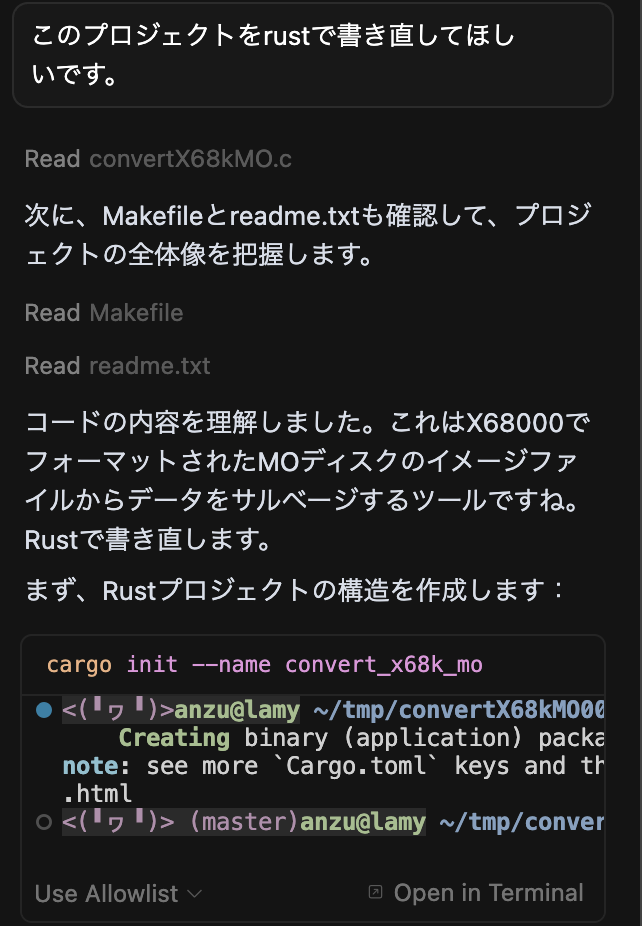 このプロジェクトをrustで書き直してほし
いです。
Read convertX68kMO.c
次に、Makefileとreadme.txtも確認して、プロジ
ェクトの全体像を把握します。
Read Makefile
Read readme.txt
コードの内容を理解しました。これはX68000で
フォーマットされたMOディスクのイメージファ
イルからデータをサルベージするツールですね。
Rustで書き直します。
まず、Rustプロジェクトの構造を作成します：
cargo init --name convert_x68k_mo
<(╹ヮ╹)>anzu@lamy ~/tmp/convertX68kMO00
Creating binary (application) packa
note: see more `Cargo.toml` keys and th
.html
<(╹ヮ╹)> (master)anzu@lamy ~/tmp/conver
Use Allowlist
Open in Terminal